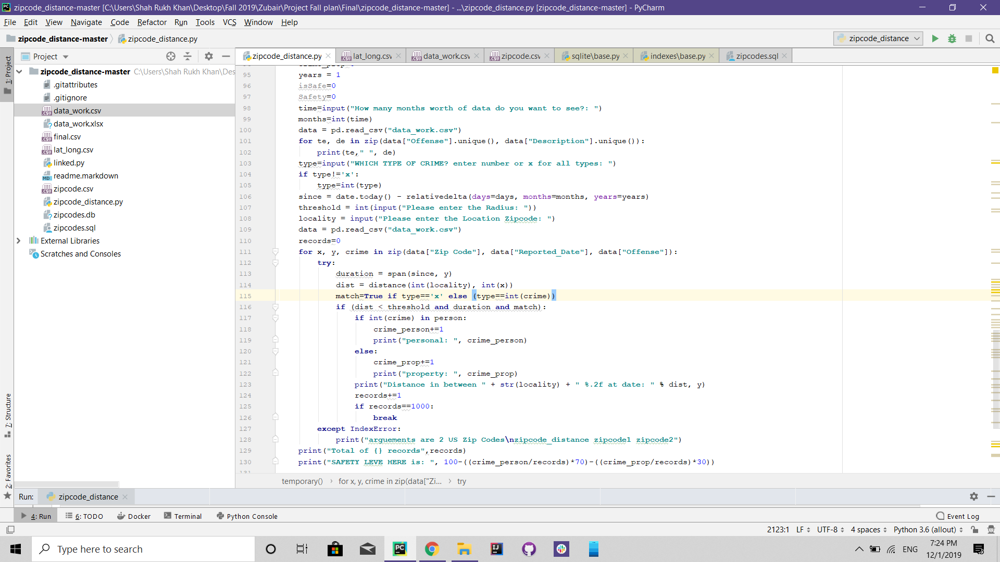 zipcode_distance-master [C:\Users\Shah Rukh Khan\Desktop\Fall 2019\Zubair\Project Fall plan\Final\zipcode_distance-master] - ...\zipcode_distance.py [zipcode_distance-master] - PyCharm
File Edit View Navigate Code Refactor Run Tools VCS Window Help
zipcode_distance-master zipcode_distance.py zipcode_distance
Project
zipcode_distance.py lat_long.csv data_work.csv zipcode.csv sqlite\base.py indexes\base.py zipcodes.sql
1: Project
7: Structure
2: Favorites
zipcode_distance-master C:\Users\Shah Rukh Khan\Des
.gitattributes
.gitignore
data_work.csv
data_work.xlsx
final.csv
lat_long.csv
linked.py
readme.markdown
zipcode.csv
zipcode_distance.py
zipcodes.db
zipcodes.sql
External Libraries
Scratches and Consoles
95 years = 1
96 isSafe=0
97 Safety=0
98 time=input("How many months worth of data do you want to see?: ")
99 months=int(time)
100 data = pd.read_csv("data_work.csv")
101 for te, de in zip(data["Offense"].unique(), data["Description"].unique()):
102 print(te," ", de)
103 type=input("WHICH TYPE OF CRIME? enter number or x for all types: ")
104 if type!='x':
105 type=int(type)
106 since = date.today() - relativedelta(days=days, months=months, years=years)
107 threshold = int(input("Please enter the Radius: "))
108 locality = input("Please enter the Location Zipcode: ")
109 data = pd.read_csv("data_work.csv")
110 records=0
111 for x, y, crime in zip(data["Zip Code"], data["Reported_Date"], data["Offense"]):
112 try:
113 duration = span(since, y)
114 dist = distance(int(locality), int(x))
115 match=True if type=='x' else (type==int(crime))
116 if (dist < threshold and duration and match):
117 if int(crime) in person:
118 crime_person+=1
119 print("personal: ", crime_person)
120 else:
121 crime_prop+=1
122 print("property: ", crime_prop)
123 print("Distance in between " + str(locality) + " %.2f at date: " % dist, y)
124 records+=1
125 if records==1000:
126 break
127 except IndexError:
128 print("arguements are 2 US Zip Codes\nzipcode_distance zipcode1 zipcode2")
129 print("Total of {} records",records)
130 print("SAFETY LEVE HERE is: ", 100-((crime_person/records)*70)-((crime_prop/records)*30))
temporary() for x, y, crime in zip(data["Zi... try
Run: zipcode_distance
4: Run 6: TODO Docker Terminal Python Console Event Log
2123:1 LF UTF-8 4 spaces Python 3.6 (allout)
Type here to search
ENG
7:24 PM
12/1/2019